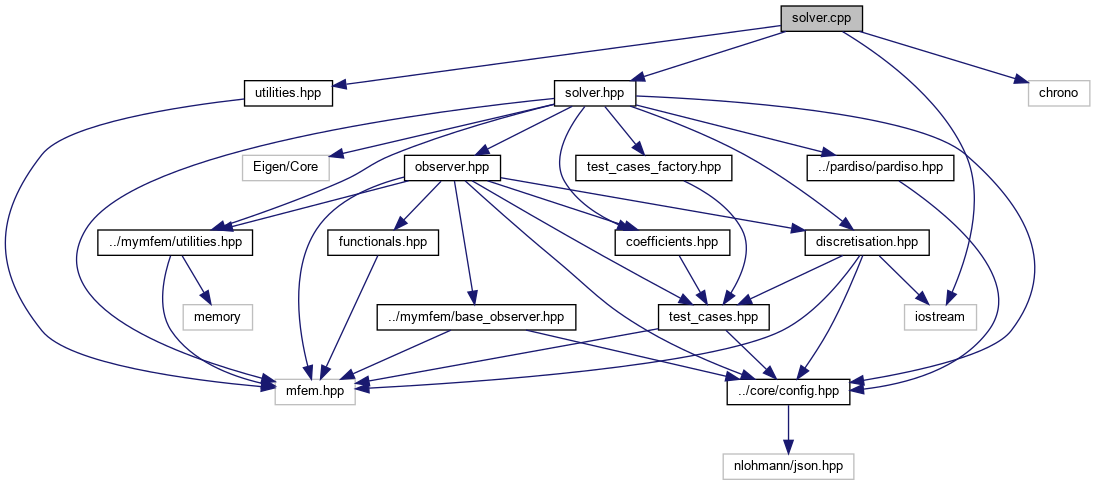 solver.cpp
utilities.hpp
solver.hpp
chrono
Eigen/Core
observer.hpp
test_cases_factory.hpp
../pardiso/pardiso.hpp
../mymfem/utilities.hpp
functionals.hpp
coefficients.hpp
discretisation.hpp
memory
../mymfem/base_observer.hpp
test_cases.hpp
iostream
mfem.hpp
../core/config.hpp
nlohmann/json.hpp